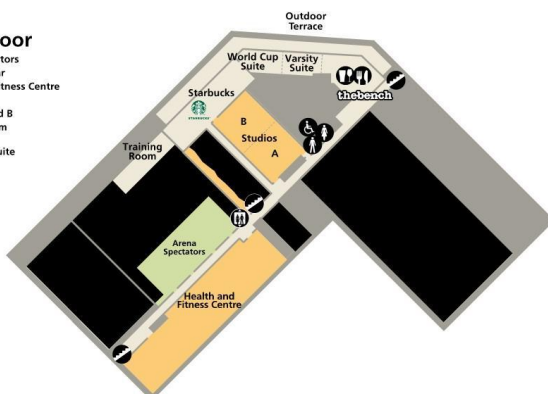 oor
tors
ar
tness Centre
d B
m
uite
Outdoor
Terrace
World Cup
Suite
Varsity
Suite
thebench
Starbucks
B
Studios
A
Training
Room
Arena
Spectators
Health and
Fitness Centre